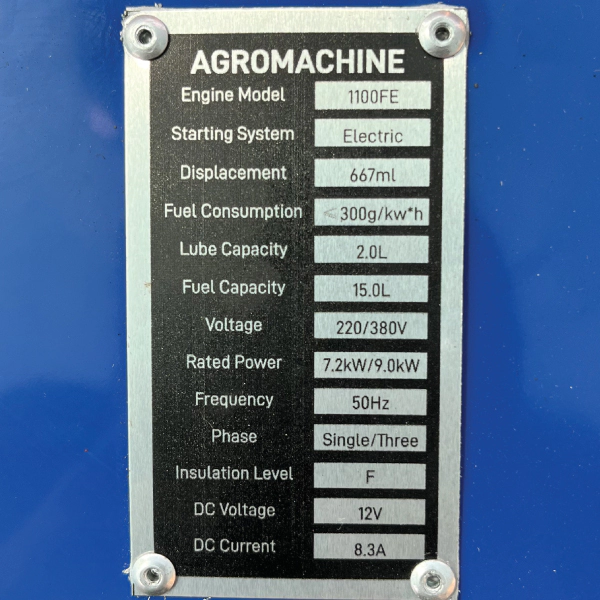 AGROMACHINE
Engine Model 1100FE
Starting System Electric
Displacement 667ml
Fuel Consumption <300g/kw*h
Lube Capacity 2.0L
Fuel Capacity 15.0L
Voltage 220/380V
Rated Power 7.2kW/9.0kW
Frequency 50Hz
Phase Single/Three
Insulation Level F
DC Voltage 12V
DC Current 8.3A